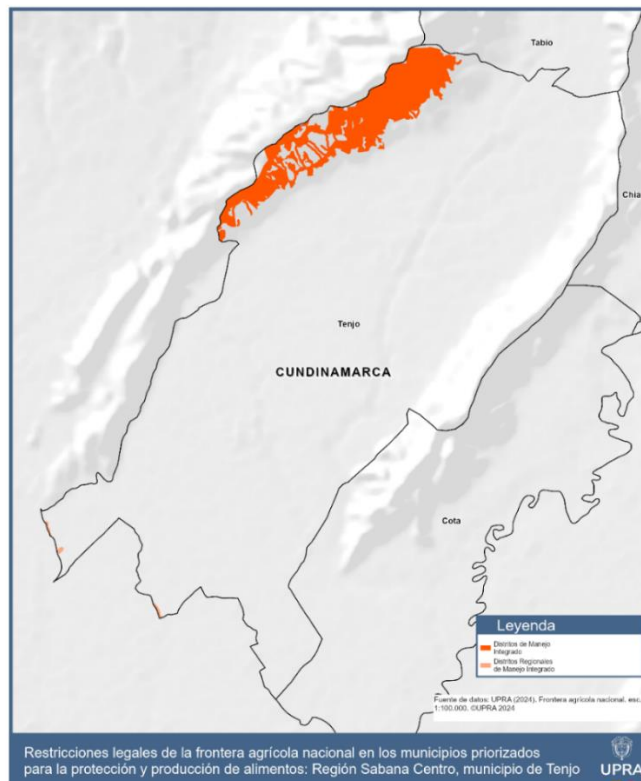 Tabio
Chia
Tenjo
CUNDINAMARCA
Cota
Leyenda
Distritos de Manejo
Integrado
Distritos Regionales
de Manejo Integrado
Fuente de datos: UPRA (2024). Frontera agrícola nacional, esc.
1:100.000. ©UPRA 2024
Restricciones legales de la frontera agrícola nacional en los municipios priorizados
para la protección y producción de alimentos: Región Sabana Centro, municipio de Tenjo
UPRA